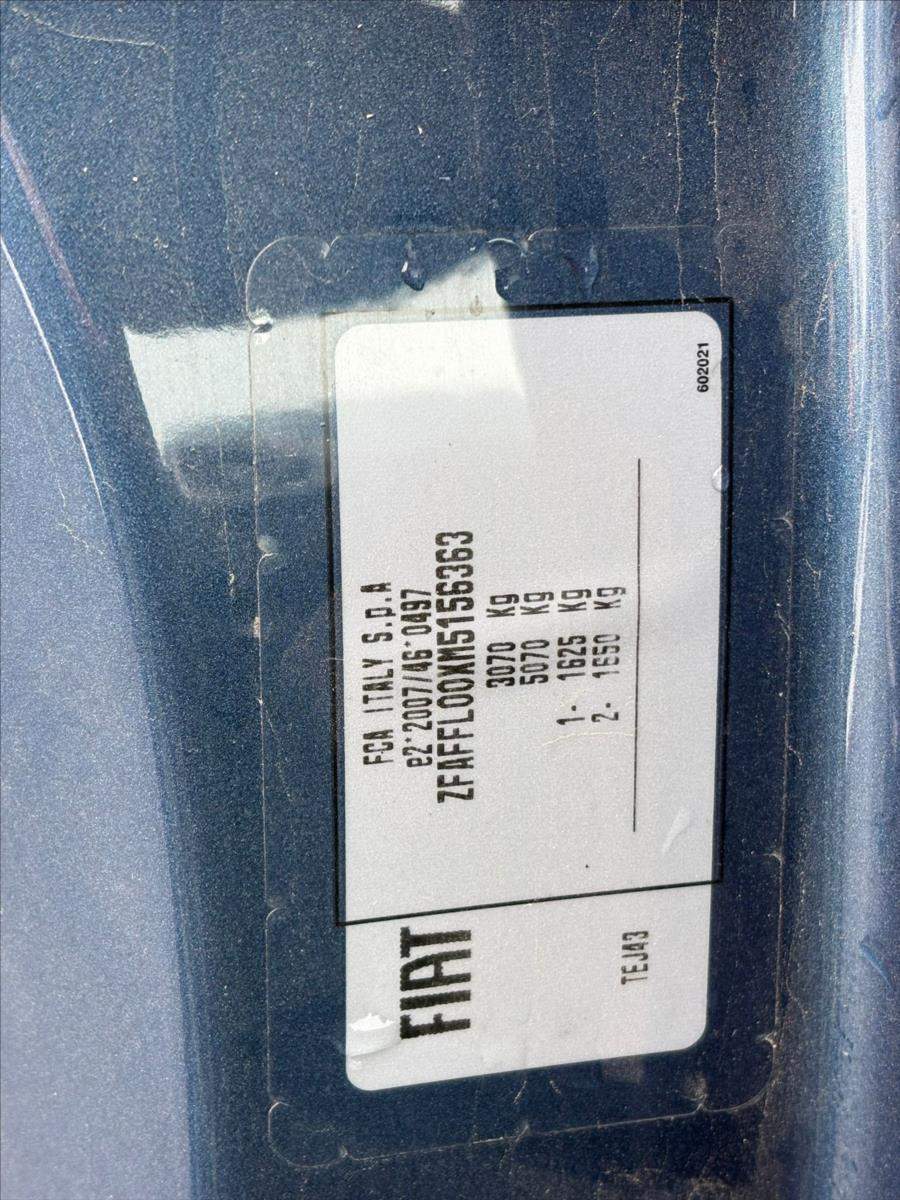 FIAT
FCA ITALY S.p.A
e2*2007/46*0497
ZFAFFL00XM5156363
3070 Kg
5070 Kg
1- 1625 Kg
2- 1650 Kg
TEJ43
602021